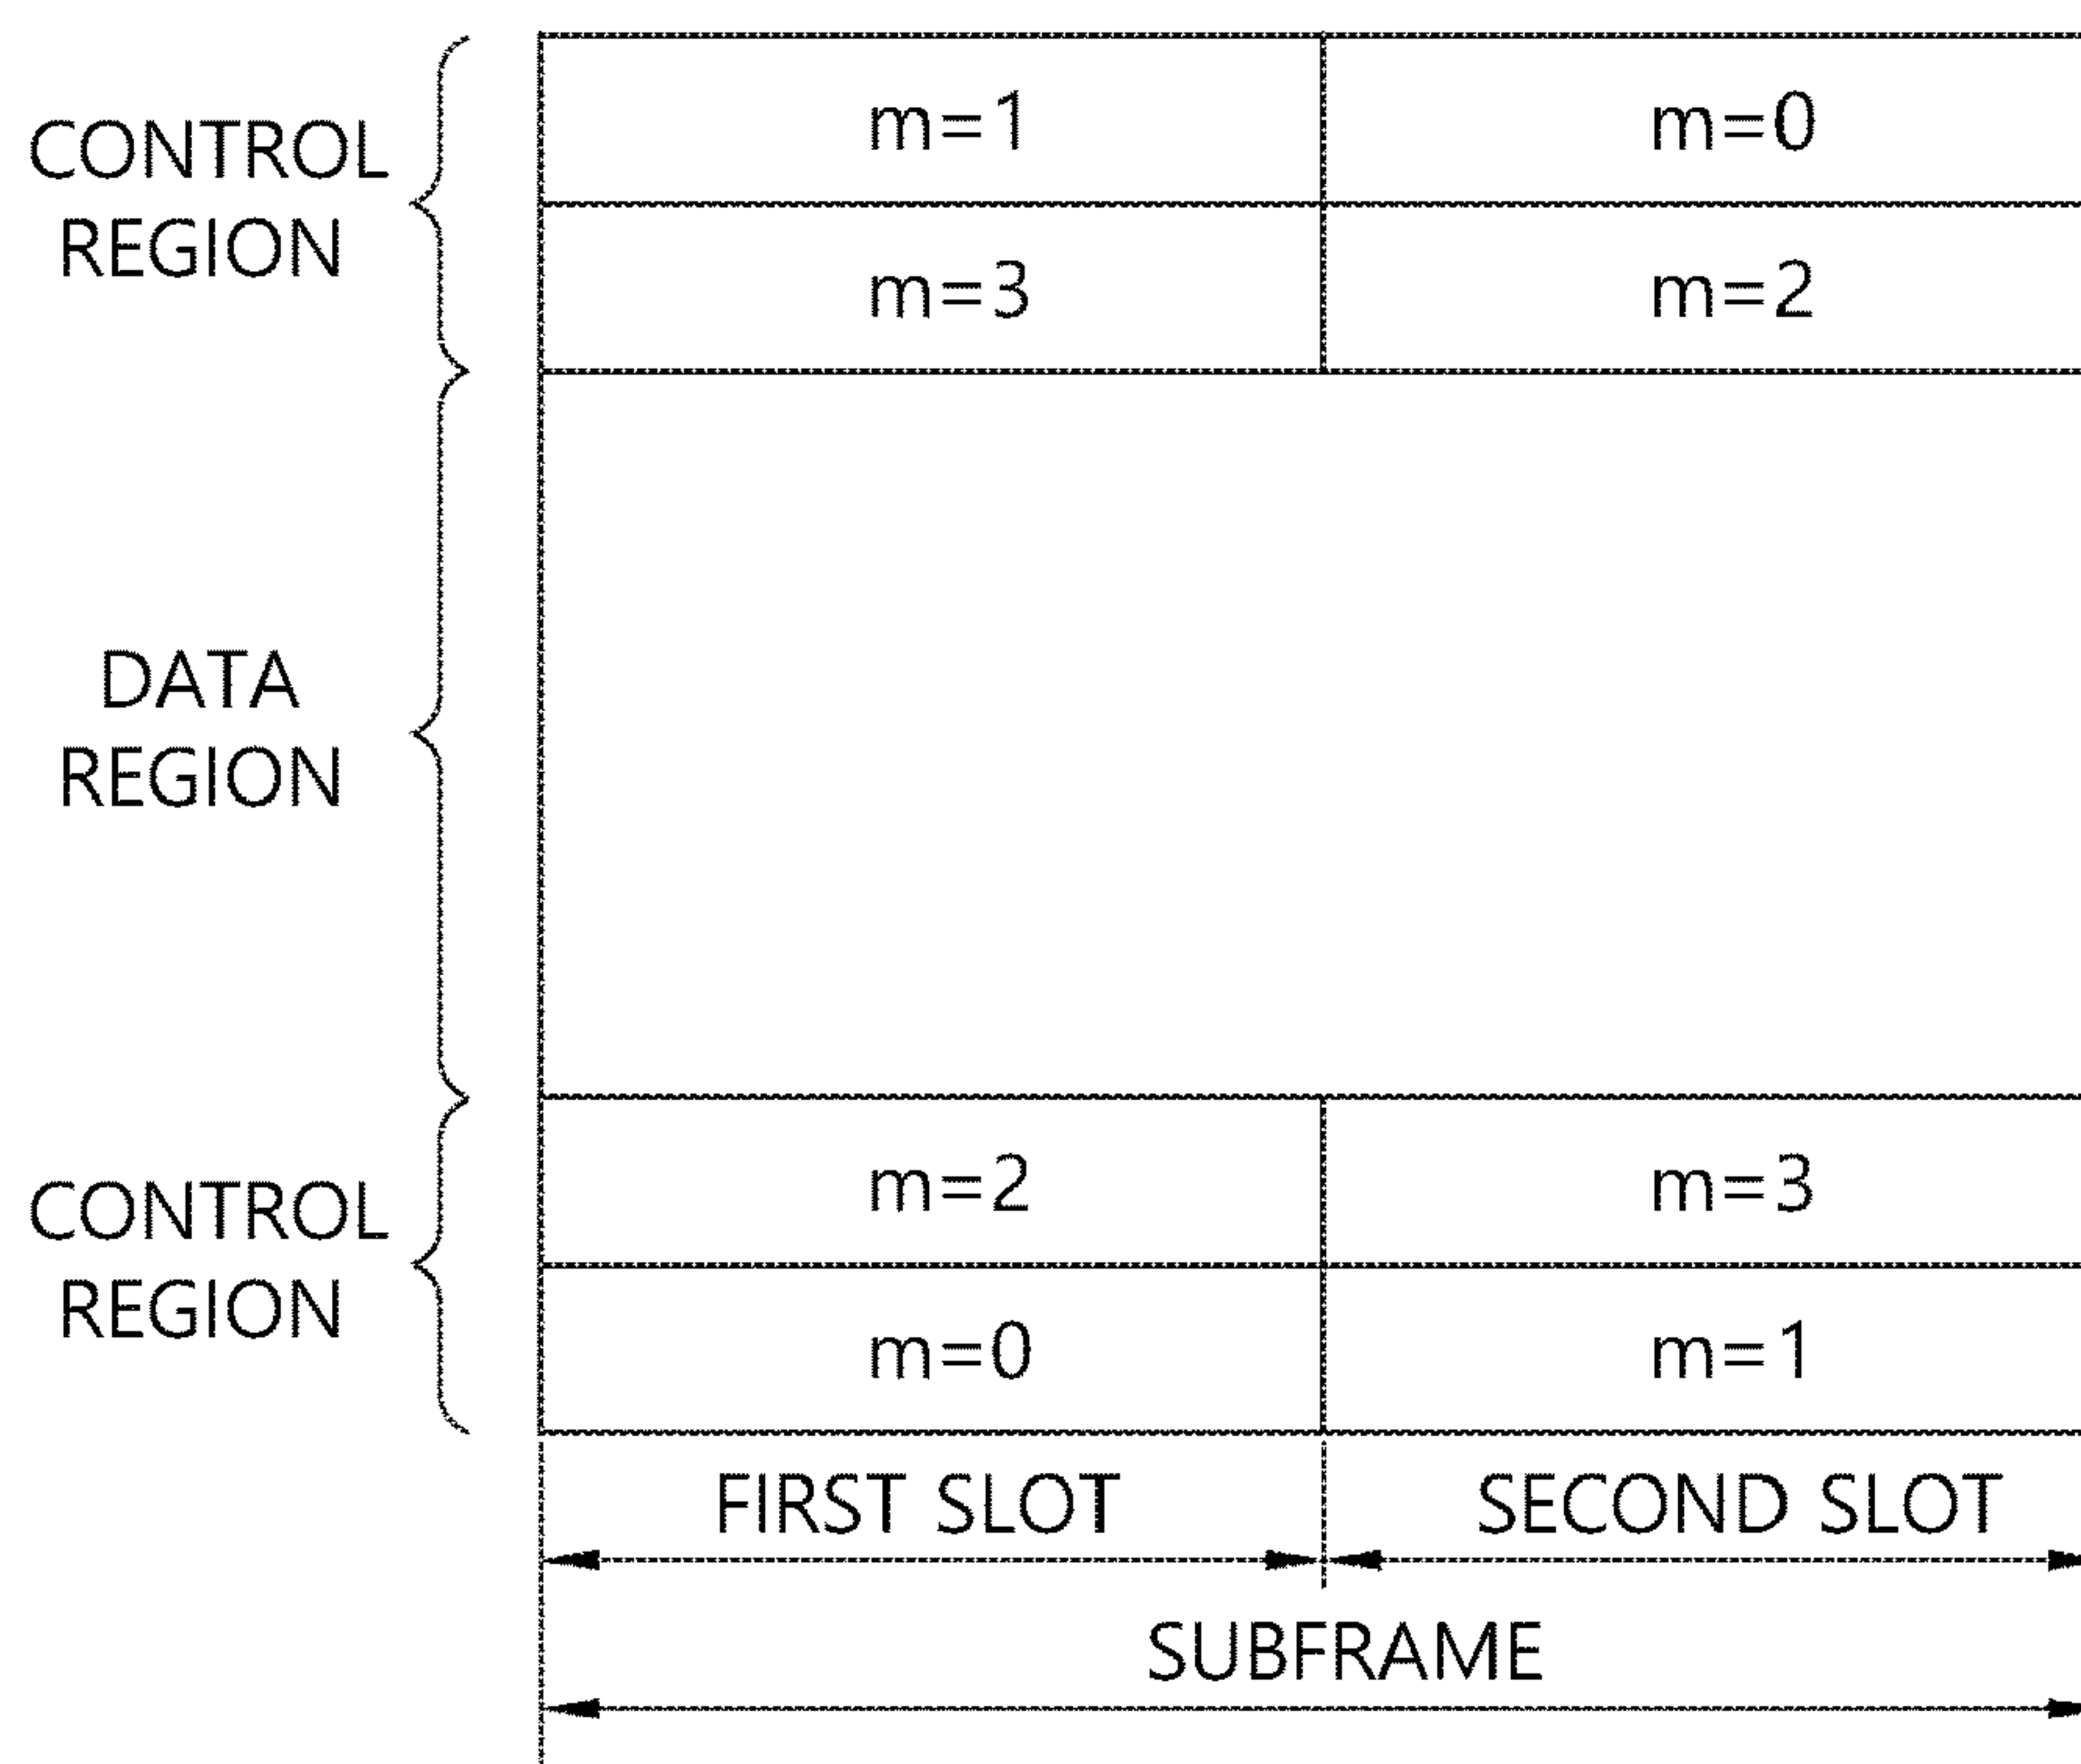 CONTROL
REGION
m=1
m=0
m=3
m=2
DATA
REGION
CONTROL
REGION
m=2
m=3
m=0
m=1
FIRST SLOT
SECOND SLOT
SUBFRAME